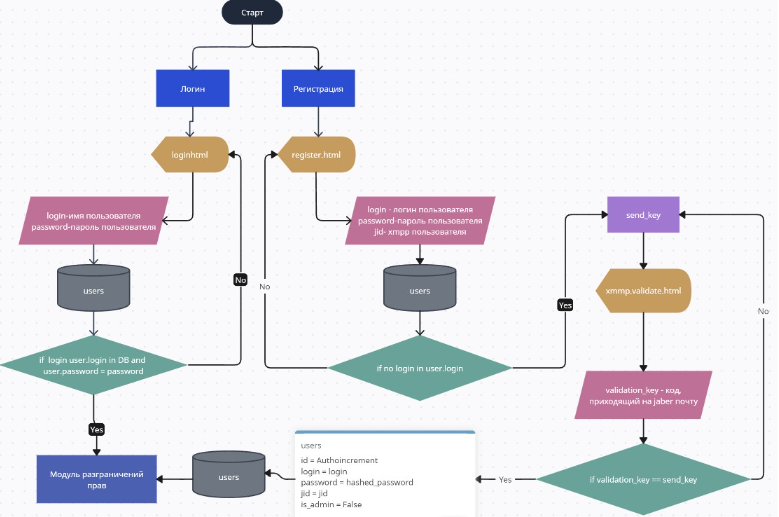 Старт
Логин
Регистрация
loginhtml
register.html
login-имя пользователя
password-пароль пользователя
login - логин пользователя
password-пароль пользователя
jid- xmpp пользователя
send_key
users
users
No
No
Yes
xmmp.validate.html
No
if login user.login in DB and
user.password = password
if no login in user.login
validation_key - код,
приходящий на jaber почту
Yes
users
id = Authoincrement
login = login
password = hashed_password
jid = jid
is_admin = False
Модуль разграничений
прав
users
Yes
if validation_key == send_key